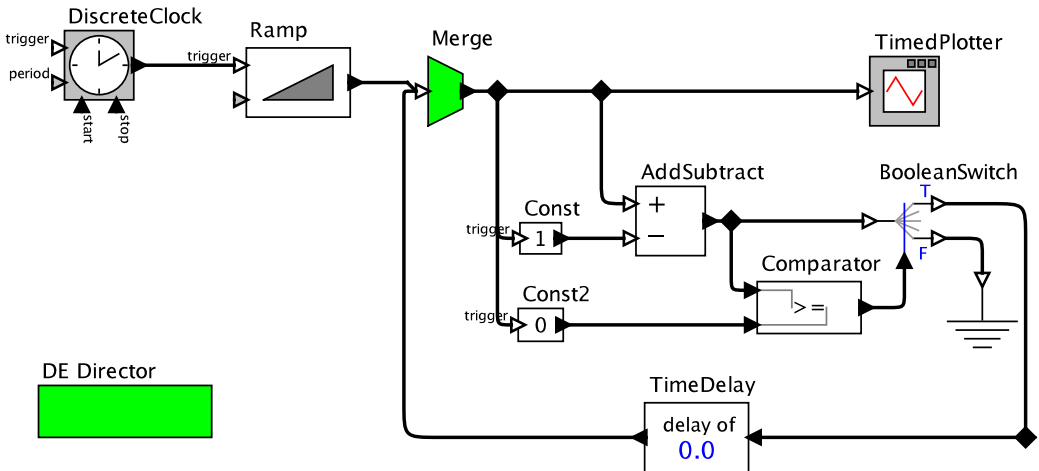 DiscreteClock
trigger
period
start
stop
Ramp
trigger
Merge
TimedPlotter
AddSubtract
+
−
BooleanSwitch
T
F
Const
trigger
1
Comparator
>=
Const2
trigger
0
DE Director
TimeDelay
delay of
0.0